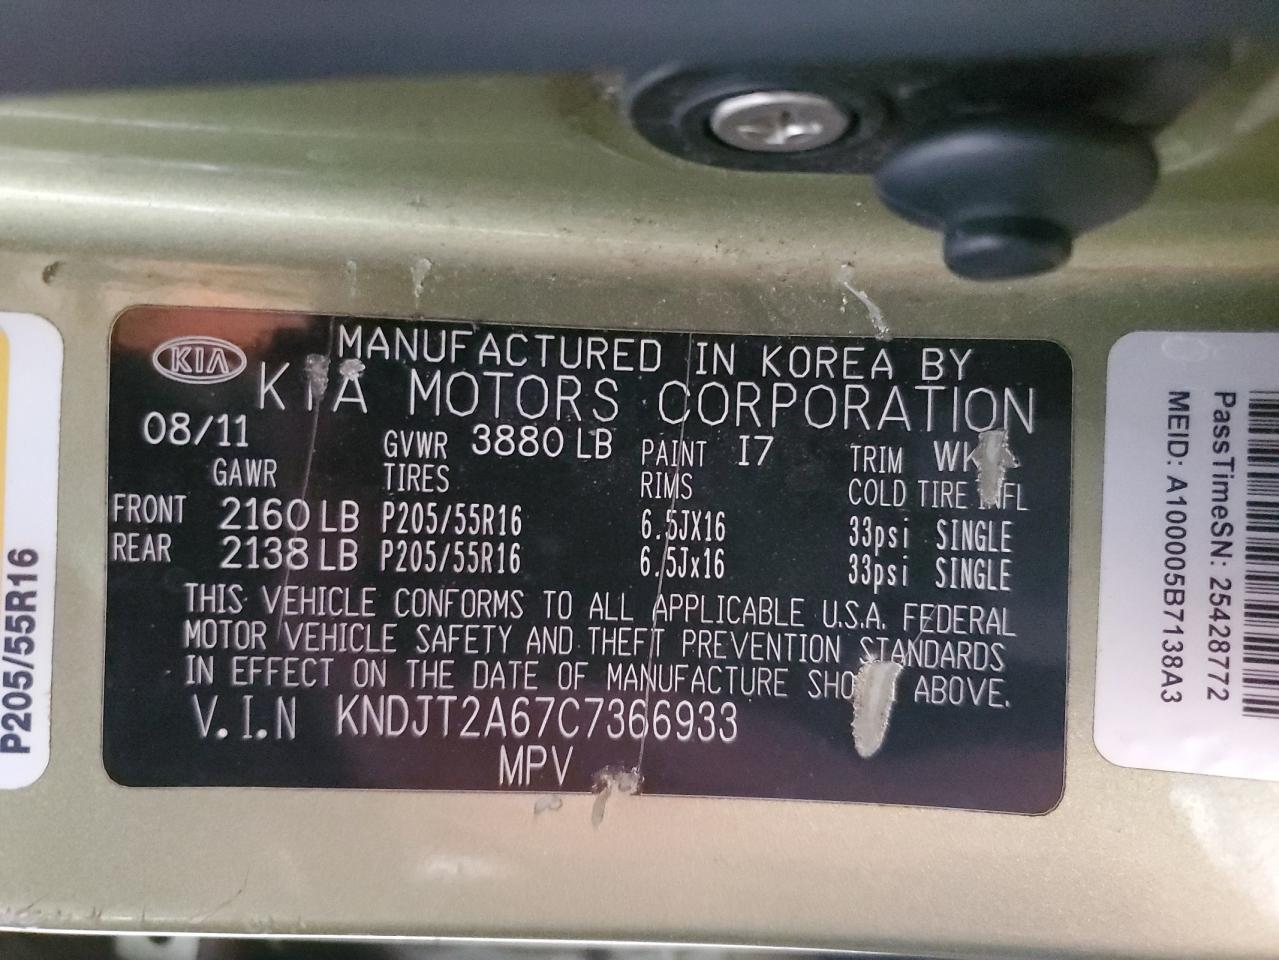 KIA
MANUFACTURED IN KOREA BY
KIA MOTORS CORPORATION
08/11 GVWR 3880 LB PAINT I7 TRIM
GAWR TIRES RIMS COLD TIRE INFL
FRONT 2160 LB P205/55R16 6.5JX16 33psi SINGLE
REAR 2138 LB P205/55R16 6.5Jx16 33psi SINGLE
THIS VEHICLE CONFORMS TO ALL APPLICABLE U.S.A. FEDERAL
MOTOR VEHICLE SAFETY AND THEFT PREVENTION STANDARDS
IN EFFECT ON THE DATE OF MANUFACTURE SHO ABOVE.
V.I.N KNDJT2A67C7366933
MPV
P205/55R16
PassTimeSN: 25428772
MEID: A100005B7138A3